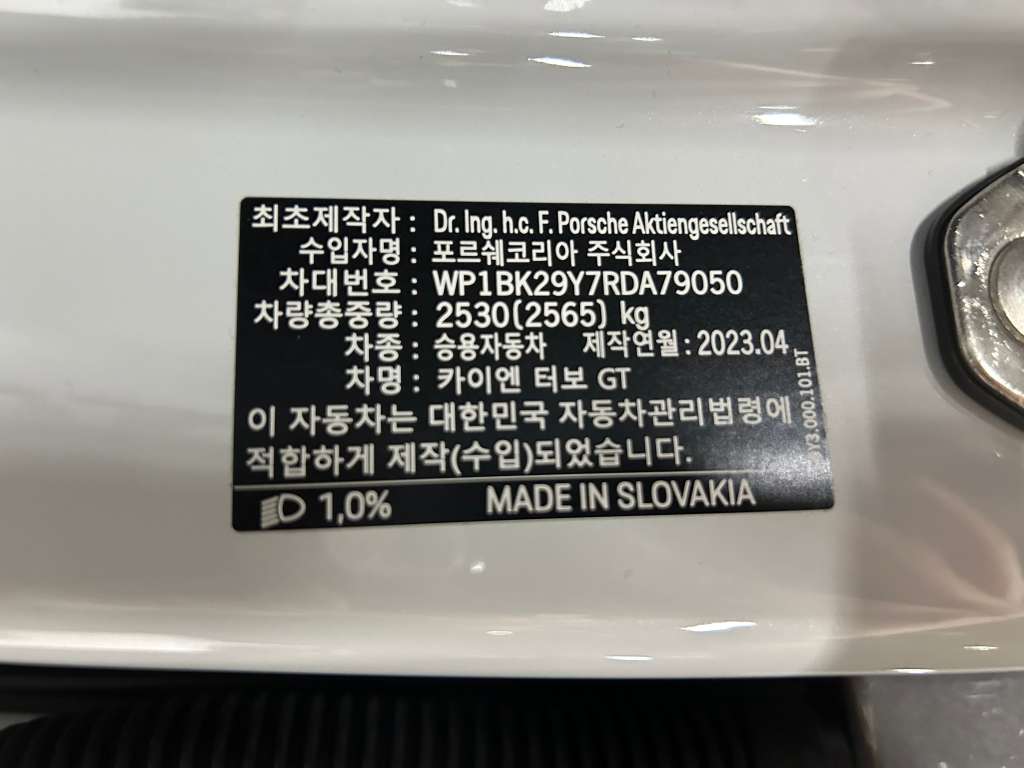 최초제작자 : Dr. Ing. h.c. F. Porsche Aktiengesellschaft
수입자명 : 포르쉐코리아 주식회사
차대번호 : WP1BK29Y7RDA79050
차량총중량 : 2530(2565) kg
차종 : 승용자동차 제작연월 : 2023.04
차명 : 카이엔 터보 GT
이 자동차는 대한민국 자동차관리법령에
적합하게 제작(수입)되었습니다.
1,0% MADE IN SLOVAKIA